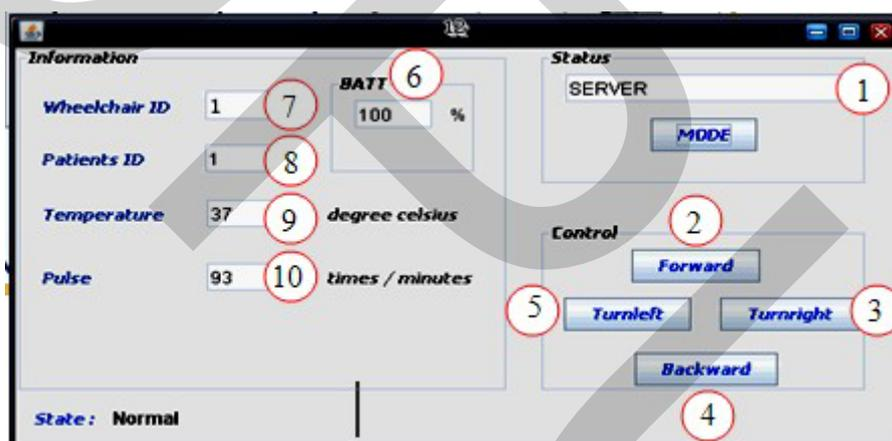 12
Information
Wheelchair ID 1 7
Patients ID 1 8
Temperature 37 9 degree celsius
Pulse 93 10 times / minutes
BATT 6
100 %
Status
SERVER 1
MODE
Control 2
Forward
5 Turnleft Turnright 3
Backward
4
State : Normal